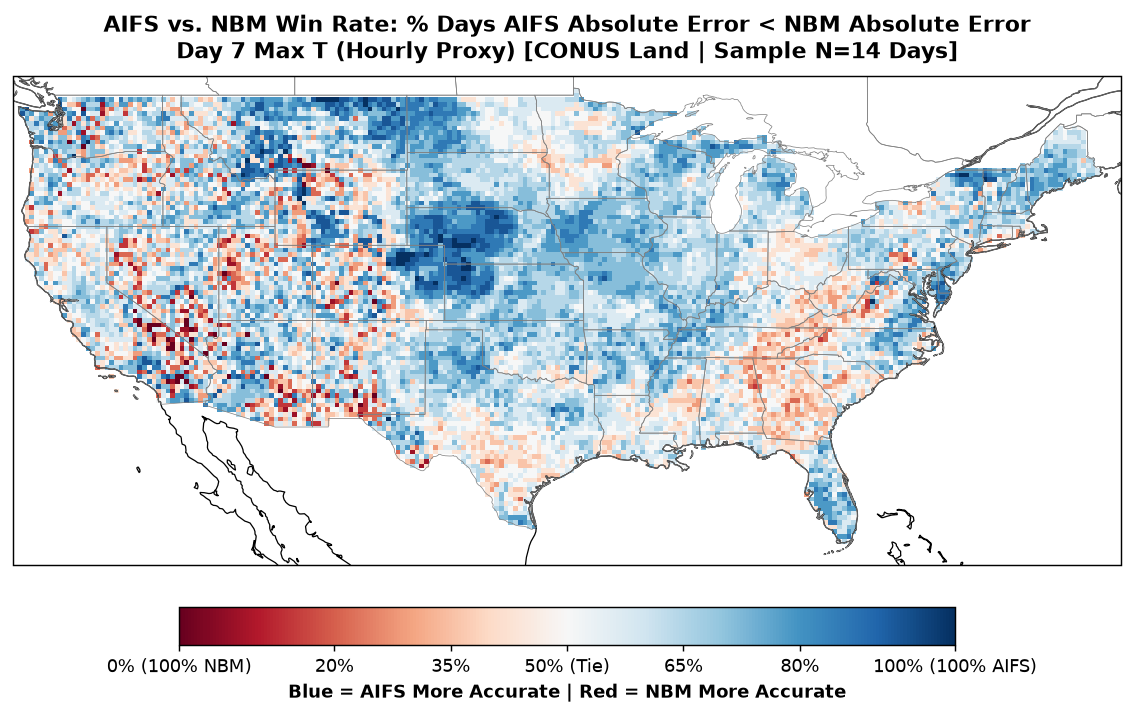 AIFS vs. NBM Win Rate: % Days AIFS Absolute Error < NBM Absolute Error
Day 7 Max T (Hourly Proxy) [CONUS Land | Sample N=14 Days]
0% (100% NBM) 20% 35% 50% (Tie) 65% 80% 100% (100% AIFS)
Blue = AIFS More Accurate | Red = NBM More Accurate